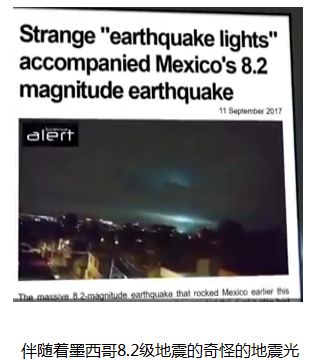 Strange "earthquake lights"
accompanied Mexico's 8.2
magnitude earthquake
11 September 2017
science
alert
The massive 8.2-magnitude earthquake that rocked Mexico earlier this
伴随着墨西哥8.2级地震的奇怪的地震光